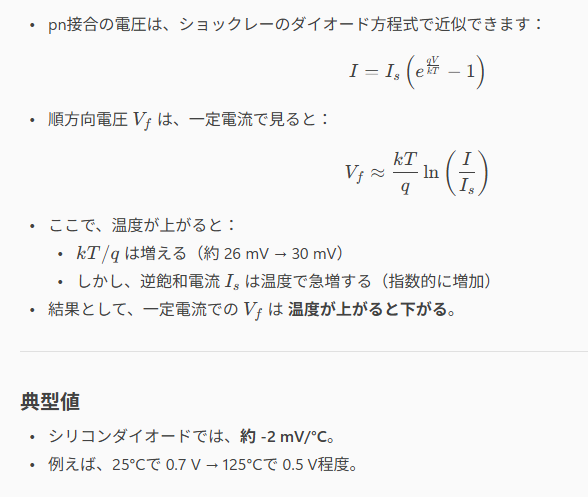 • pn接合の電圧は、ショックレーのダイオード方程式で近似できます：
I = I_s ( e^{\frac{qV}{kT}} − 1 )
• 順方向電圧 V_f は、一定電流で見ると：
V_f ≈ \frac{kT}{q} ln ( \frac{I}{I_s} )
• ここで、温度が上がると：
• kT/q は増える（約 26 mV → 30 mV）
• しかし、逆飽和電流 I_s は温度で急増する（指数的に増加）
• 結果として、一定電流での V_f は 温度が上がると下がる。
典型値
• シリコンダイオードでは、約 -2 mV/°C。
• 例えば、25°Cで 0.7 V → 125°Cで 0.5 V程度。